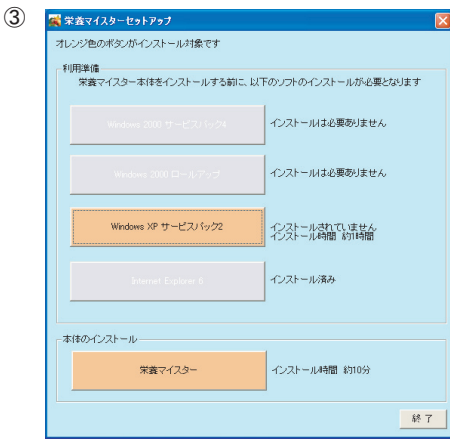 ③
栄養マイスターセットアップ
オレンジ色のボタンがインストール対象です
利用準備
栄養マイスター本体をインストールする前に、以下のソフトのインストールが必要となります
Windows 2000 サービスパック4 インストールは必要ありません
Windows 2000 ロールアップ インストールは必要ありません
Windows XP サービスパック2 インストールされていません
インストール時間 約1時間
Internet Explorer 6 インストール済み
本体のインストール
栄養マイスター インストール時間 約10分
終了